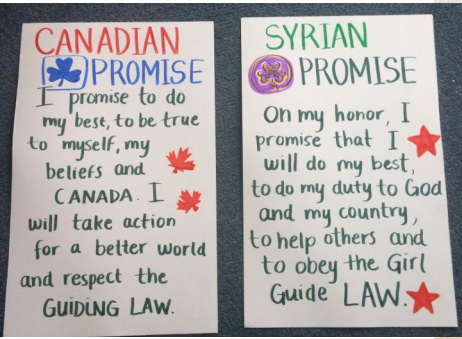 CANADIAN
PROMISE
I promise to do
my best, to be true
to myself, my
beliefs and
CANADA. I
will take action
for a better world
and respect the
GUIDING LAW.
SYRIAN
PROMISE
On my honor, I
promise that I
will do my best,
to do my duty to God
and my country,
to help others and
to obey the Girl
Guide LAW.